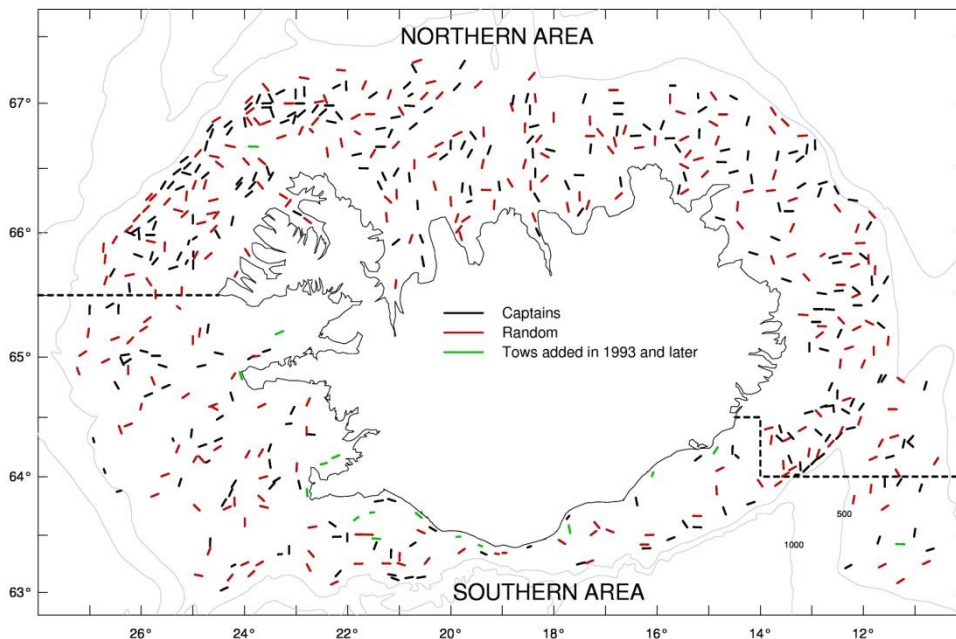 NORTHERN AREA
67°
66°
Captains
Random
65°
Tows added in 1993 and later
64°
500
1000
63°
SOUTHERN AREA
26° 24° 22° 20° 18° 16° 14° 12°